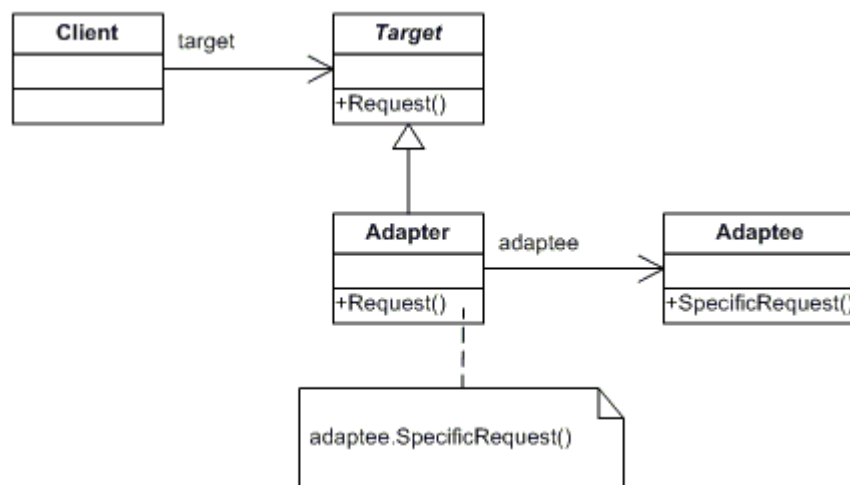 Client
target
Target
+Request()
Adapter
adaptee
Adaptee
+Request()
+SpecificRequest()
adaptee.SpecificRequest()